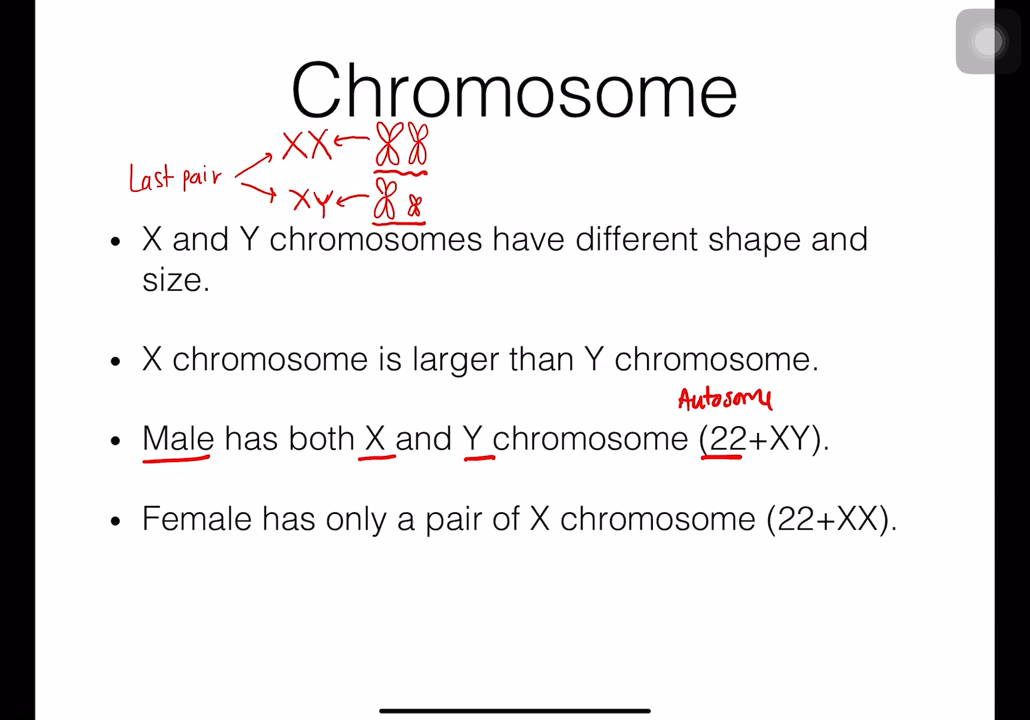 Chromosome
XX
Last pair
XY
• X and Y chromosomes have different shape and
size.
• X chromosome is larger than Y chromosome.
Autosome
• Male has both X and Y chromosome (22+XY).
• Female has only a pair of X chromosome (22+XX).